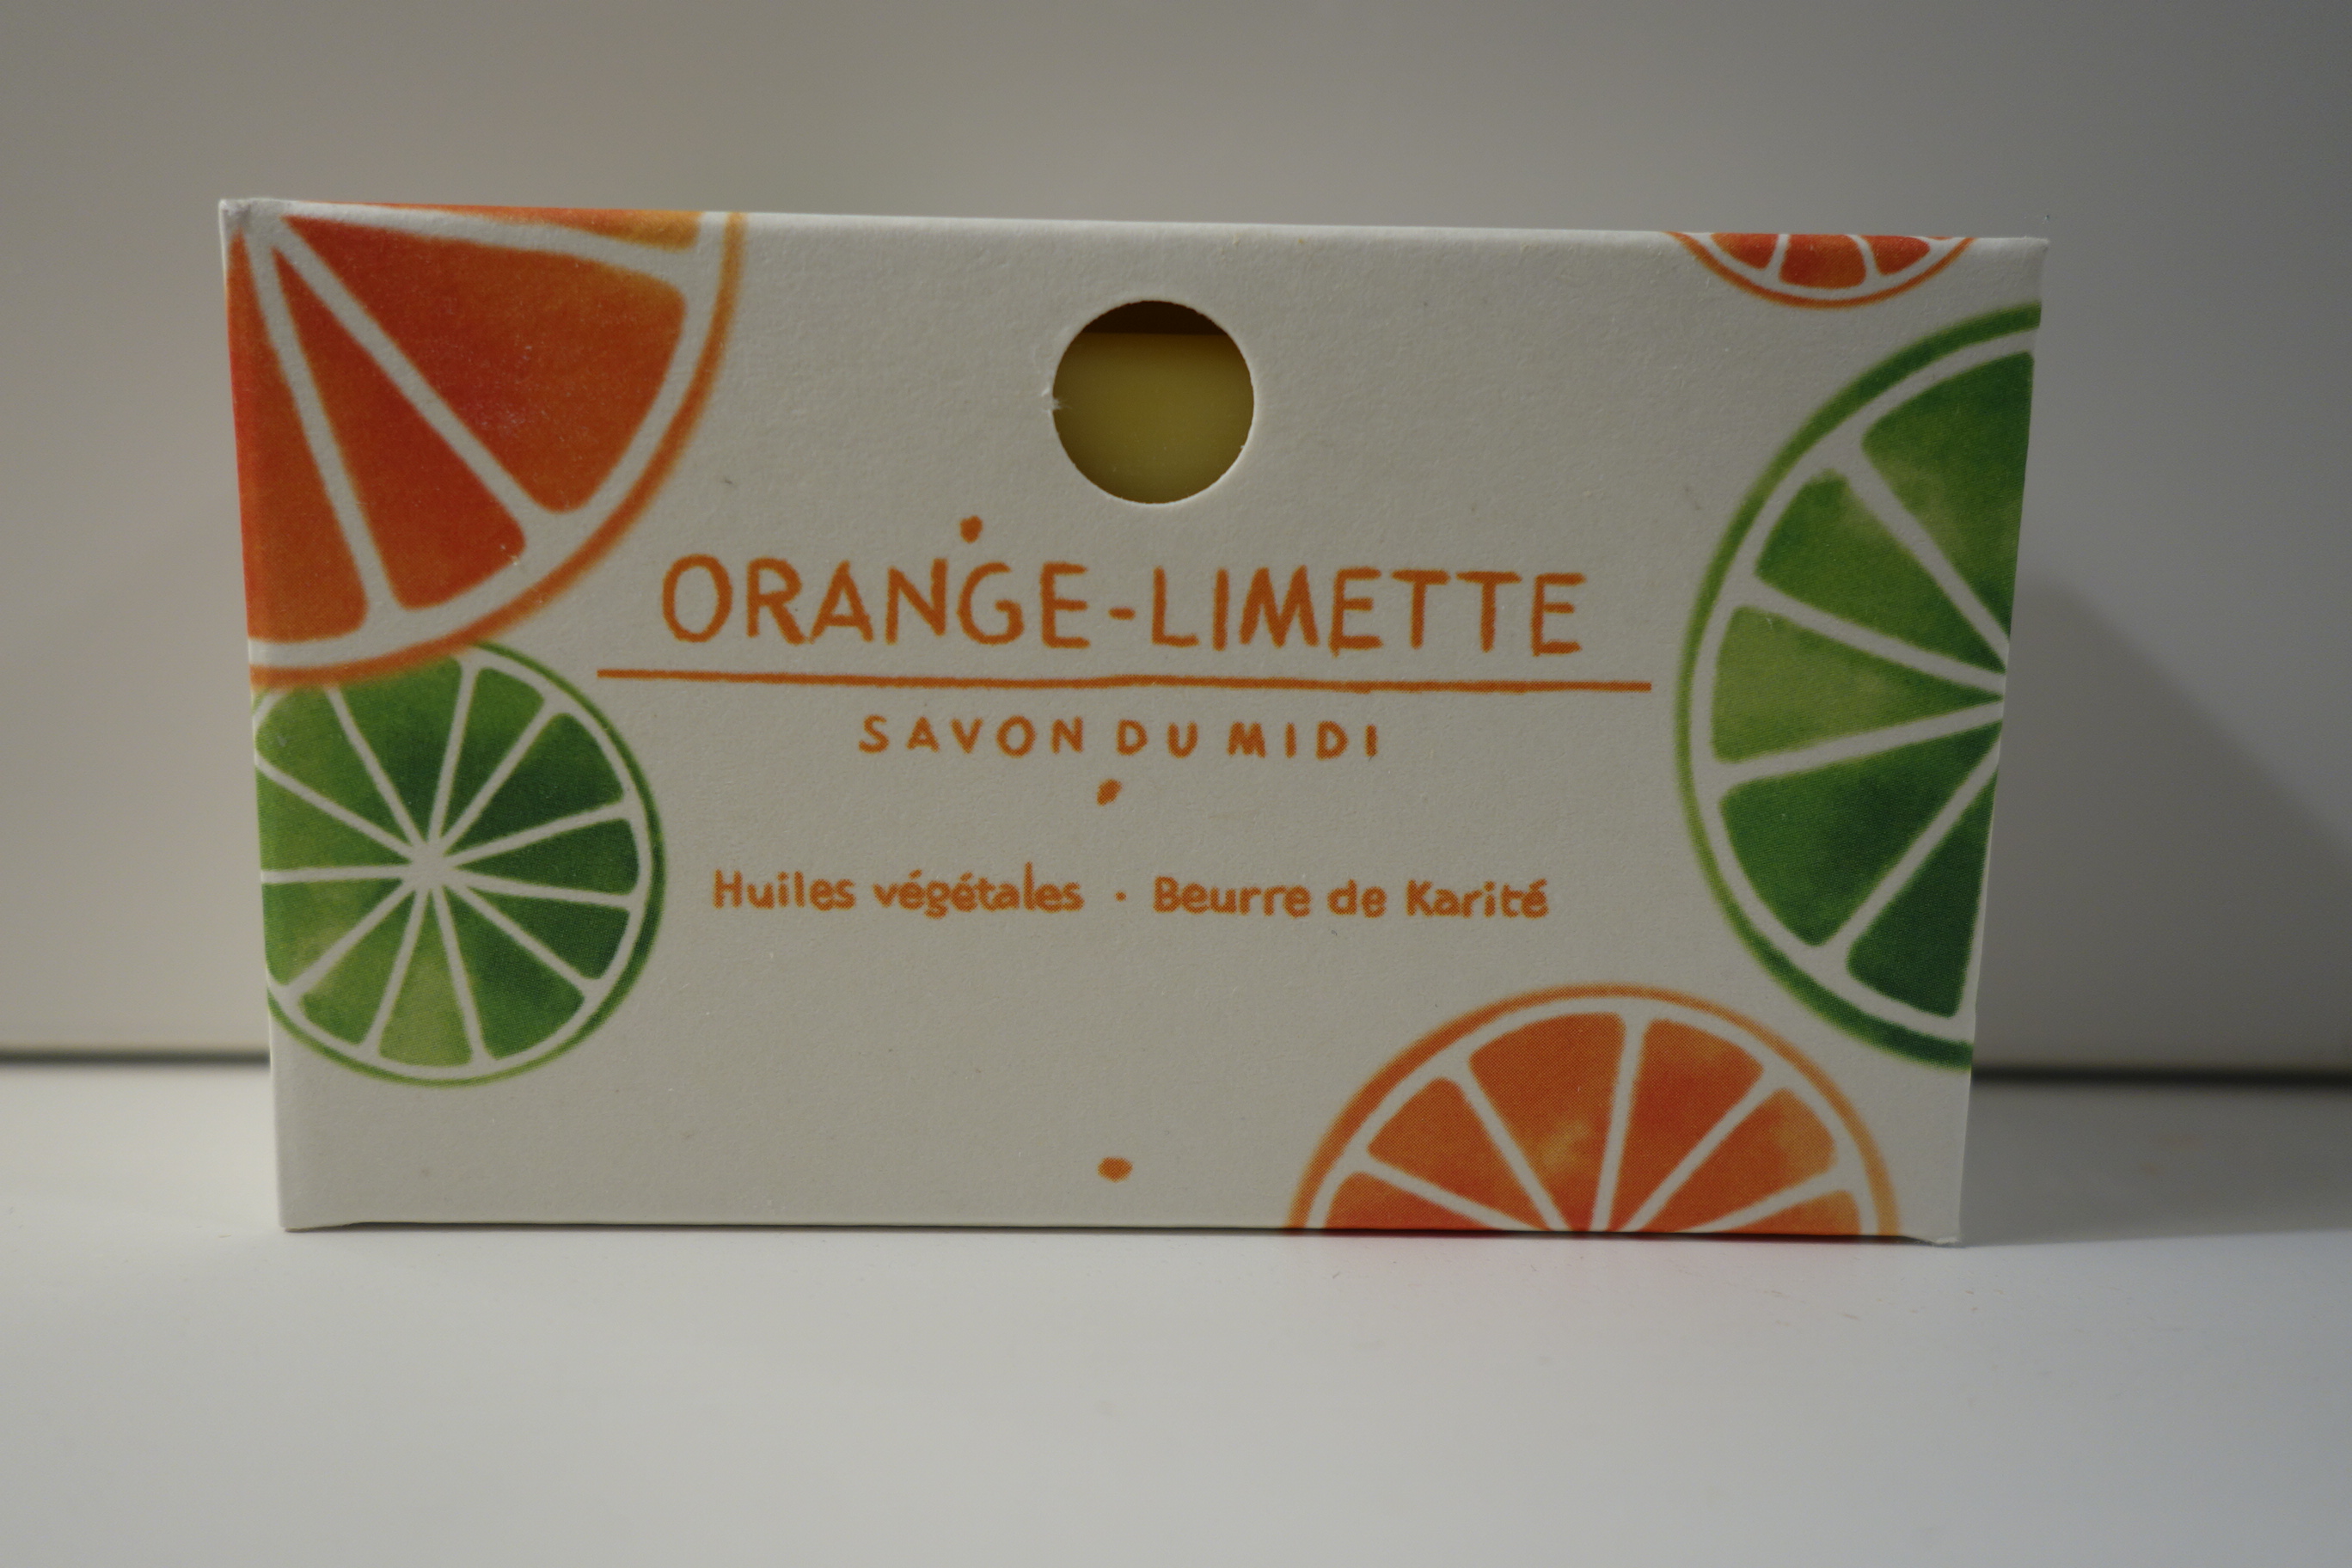 ORANGE-LIMETTE
SAVON DU MIDI
Huiles végétales · Beurre de Karité